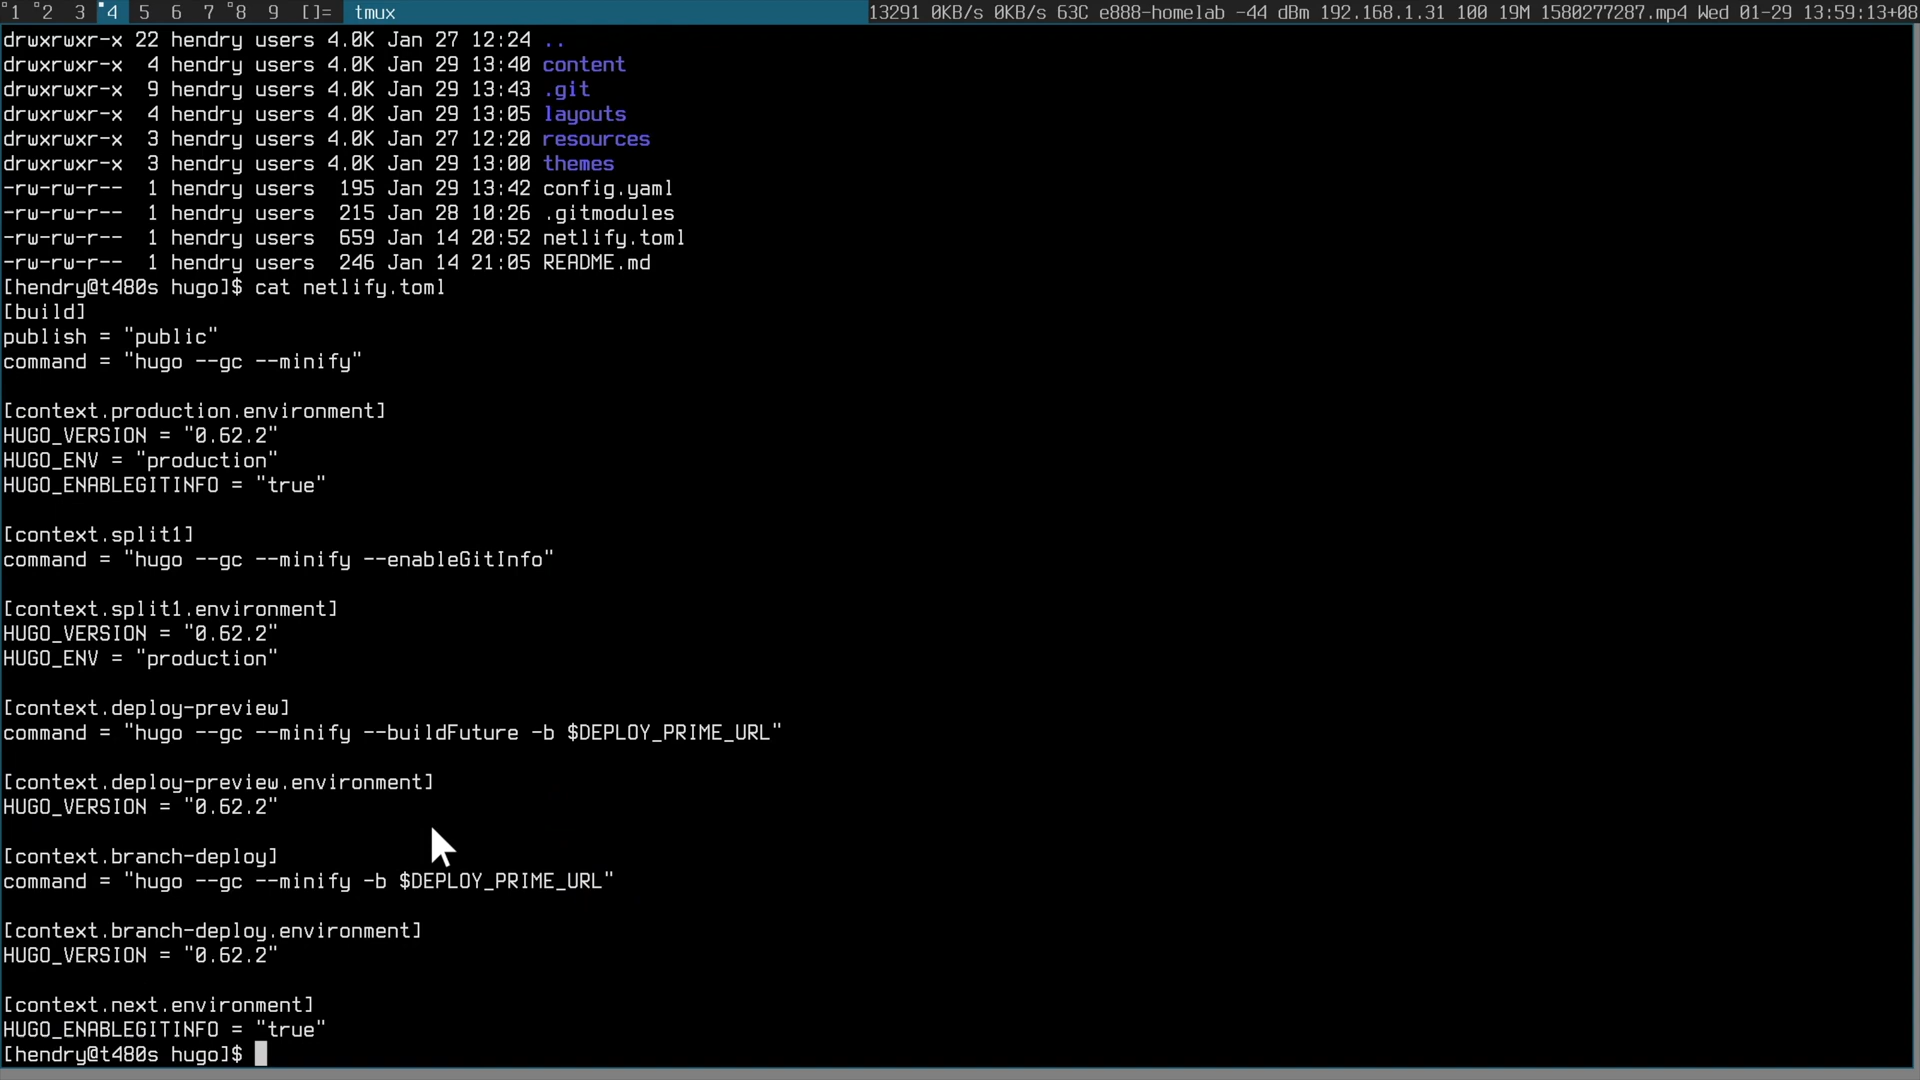 1 2 3 4 5 6 7 8 9 []= tmux 13291 0KB/s 0KB/s 63C e888-homelab -44 dBm 192.168.1.31 100 19M 1580277287.mp4 Wed 01-29 13:59:13+08
drwxrwxr-x 22 hendry users 4.0K Jan 27 12:24 ..
drwxrwxr-x  4 hendry users 4.0K Jan 29 13:40 content
drwxrwxr-x  9 hendry users 4.0K Jan 29 13:43 .git
drwxrwxr-x  4 hendry users 4.0K Jan 29 13:05 layouts
drwxrwxr-x  3 hendry users 4.0K Jan 27 12:20 resources
drwxrwxr-x  3 hendry users 4.0K Jan 29 13:00 themes
-rw-rw-r--  1 hendry users  195 Jan 29 13:42 config.yaml
-rw-rw-r--  1 hendry users  215 Jan 28 10:26 .gitmodules
-rw-rw-r--  1 hendry users  659 Jan 14 20:52 netlify.toml
-rw-rw-r--  1 hendry users  246 Jan 14 21:05 README.md
[hendry@t480s hugo]$ cat netlify.toml
[build]
publish = "public"
command = "hugo --gc --minify"
[context.production.environment]
HUGO_VERSION = "0.62.2"
HUGO_ENV = "production"
HUGO_ENABLEGITINFO = "true"
[context.split1]
command = "hugo --gc --minify --enableGitInfo"
[context.split1.environment]
HUGO_VERSION = "0.62.2"
HUGO_ENV = "production"
[context.deploy-preview]
command = "hugo --gc --minify --buildFuture -b $DEPLOY_PRIME_URL"
[context.deploy-preview.environment]
HUGO_VERSION = "0.62.2"
[context.branch-deploy]
command = "hugo --gc --minify -b $DEPLOY_PRIME_URL"
[context.branch-deploy.environment]
HUGO_VERSION = "0.62.2"
[context.next.environment]
HUGO_ENABLEGITINFO = "true"
[hendry@t480s hugo]$